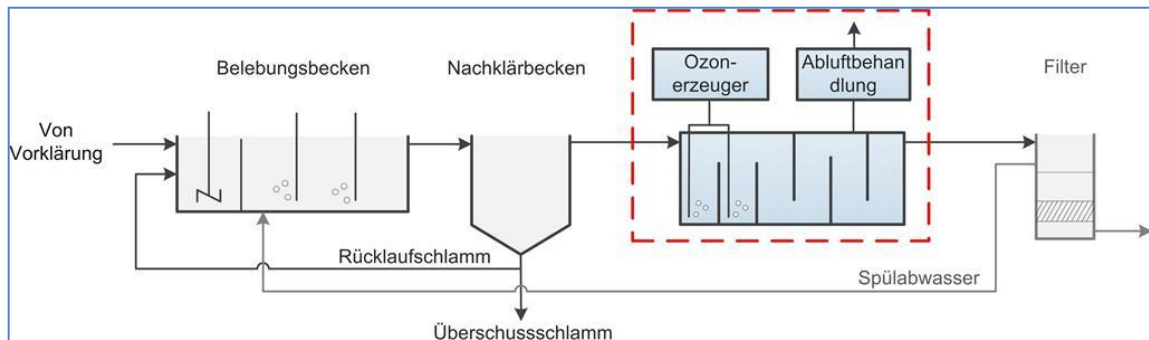 Belebungsbecken
Nachklärbecken
Ozon-
erzeuger
Abluftbehan
dlung
Filter
Von
Vorklärung
Rücklaufschlamm
Spülabwasser
Überschussschlamm